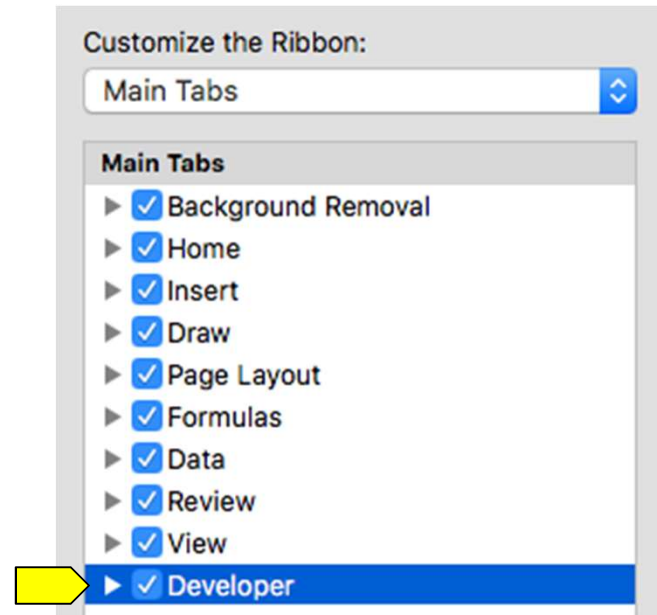 Customize the Ribbon:
Main Tabs
Main Tabs
Background Removal
Home
Insert
Draw
Page Layout
Formulas
Data
Review
View
Developer